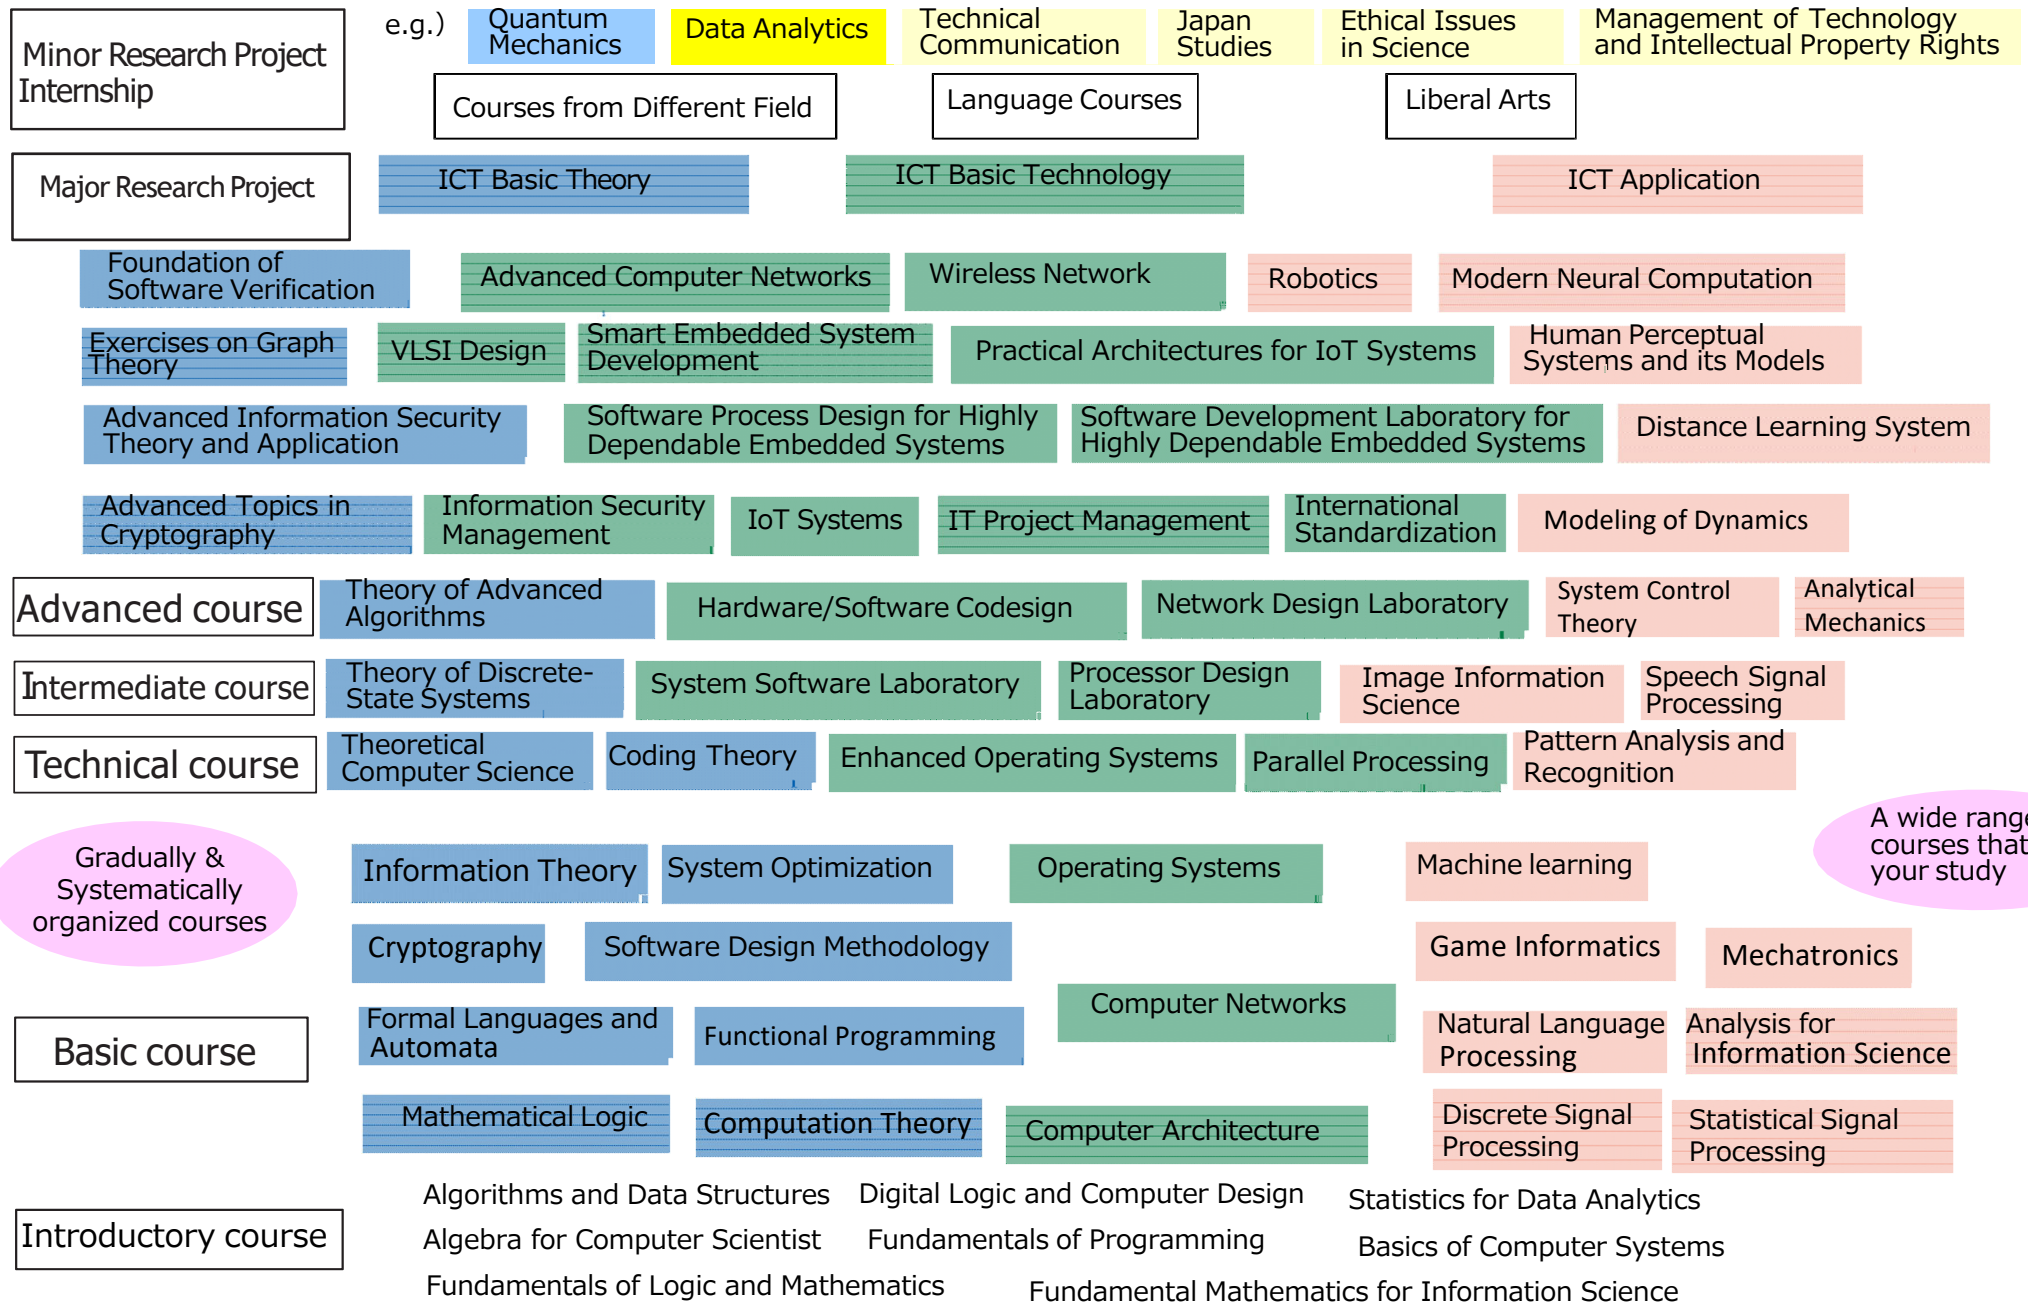 Minor Research Project
Internship
e.g.)
Quantum
Mechanics
Data Analytics
Technical
Communication
Japan
Studies
Ethical Issues
in Science
Management of Technology
and Intellectual Property Rights
Courses from Different Field
Language Courses
Liberal Arts
Major Research Project
ICT Basic Theory
ICT Basic Technology
ICT Application
Foundation of
Software Verification
Advanced Computer Networks
Wireless Network
Robotics
Modern Neural Computation
Exercises on Graph
Theory
VLSI Design
Smart Embedded System
Development
Practical Architectures for IoT Systems
Human Perceptual
Systems and its Models
Advanced Information Security
Theory and Application
Software Process Design for Highly
Dependable Embedded Systems
Software Development Laboratory for
Highly Dependable Embedded Systems
Distance Learning System
Advanced Topics in
Cryptography
Information Security
Management
IoT Systems
IT Project Management
International
Standardization
Modeling of Dynamics
Advanced course
Theory of Advanced
Algorithms
Hardware/Software Codesign
Network Design Laboratory
System Control
Theory
Analytical
Mechanics
Intermediate course
Theory of Discrete-
State Systems
System Software Laboratory
Processor Design
Laboratory
Image Information
Science
Speech Signal
Processing
Technical course
Theoretical
Computer Science
Coding Theory
Enhanced Operating Systems
Parallel Processing
Pattern Analysis and
Recognition
Gradually &
Systematically
organized courses
A wide range
courses that
your study
Information Theory
System Optimization
Operating Systems
Machine learning
Cryptography
Software Design Methodology
Game Informatics
Mechatronics
Basic course
Formal Languages and
Automata
Functional Programming
Computer Networks
Natural Language
Processing
Analysis for
Information Science
Mathematical Logic
Computation Theory
Computer Architecture
Discrete Signal
Processing
Statistical Signal
Processing
Introductory course
Algorithms and Data Structures
Digital Logic and Computer Design
Statistics for Data Analytics
Algebra for Computer Scientist
Fundamentals of Programming
Basics of Computer Systems
Fundamentals of Logic and Mathematics
Fundamental Mathematics for Information Science